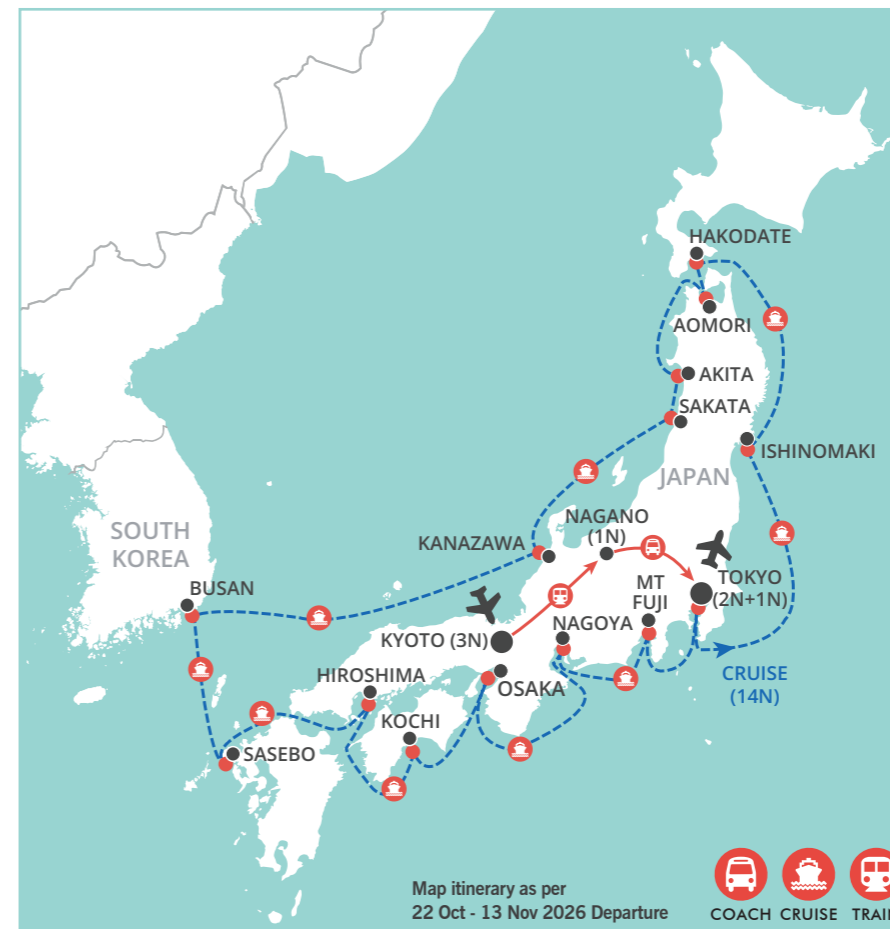 HAKODATE
AOMORI
AKITA
SAKATA
ISHINOMAKI
JAPAN
NAGANO
(1N)
KANAZAWA
SOUTH
KOREA
BUSAN
MT
FUJI
TOKYO
(2N+1N)
NAGOYA
KYOTO (3N)
HIROSHIMA
OSAKA
CRUISE
(14N)
KOCHI
SASEBO
Map itinerary as per
22 Oct - 13 Nov 2026 Departure
COACH CRUISE TRAIN